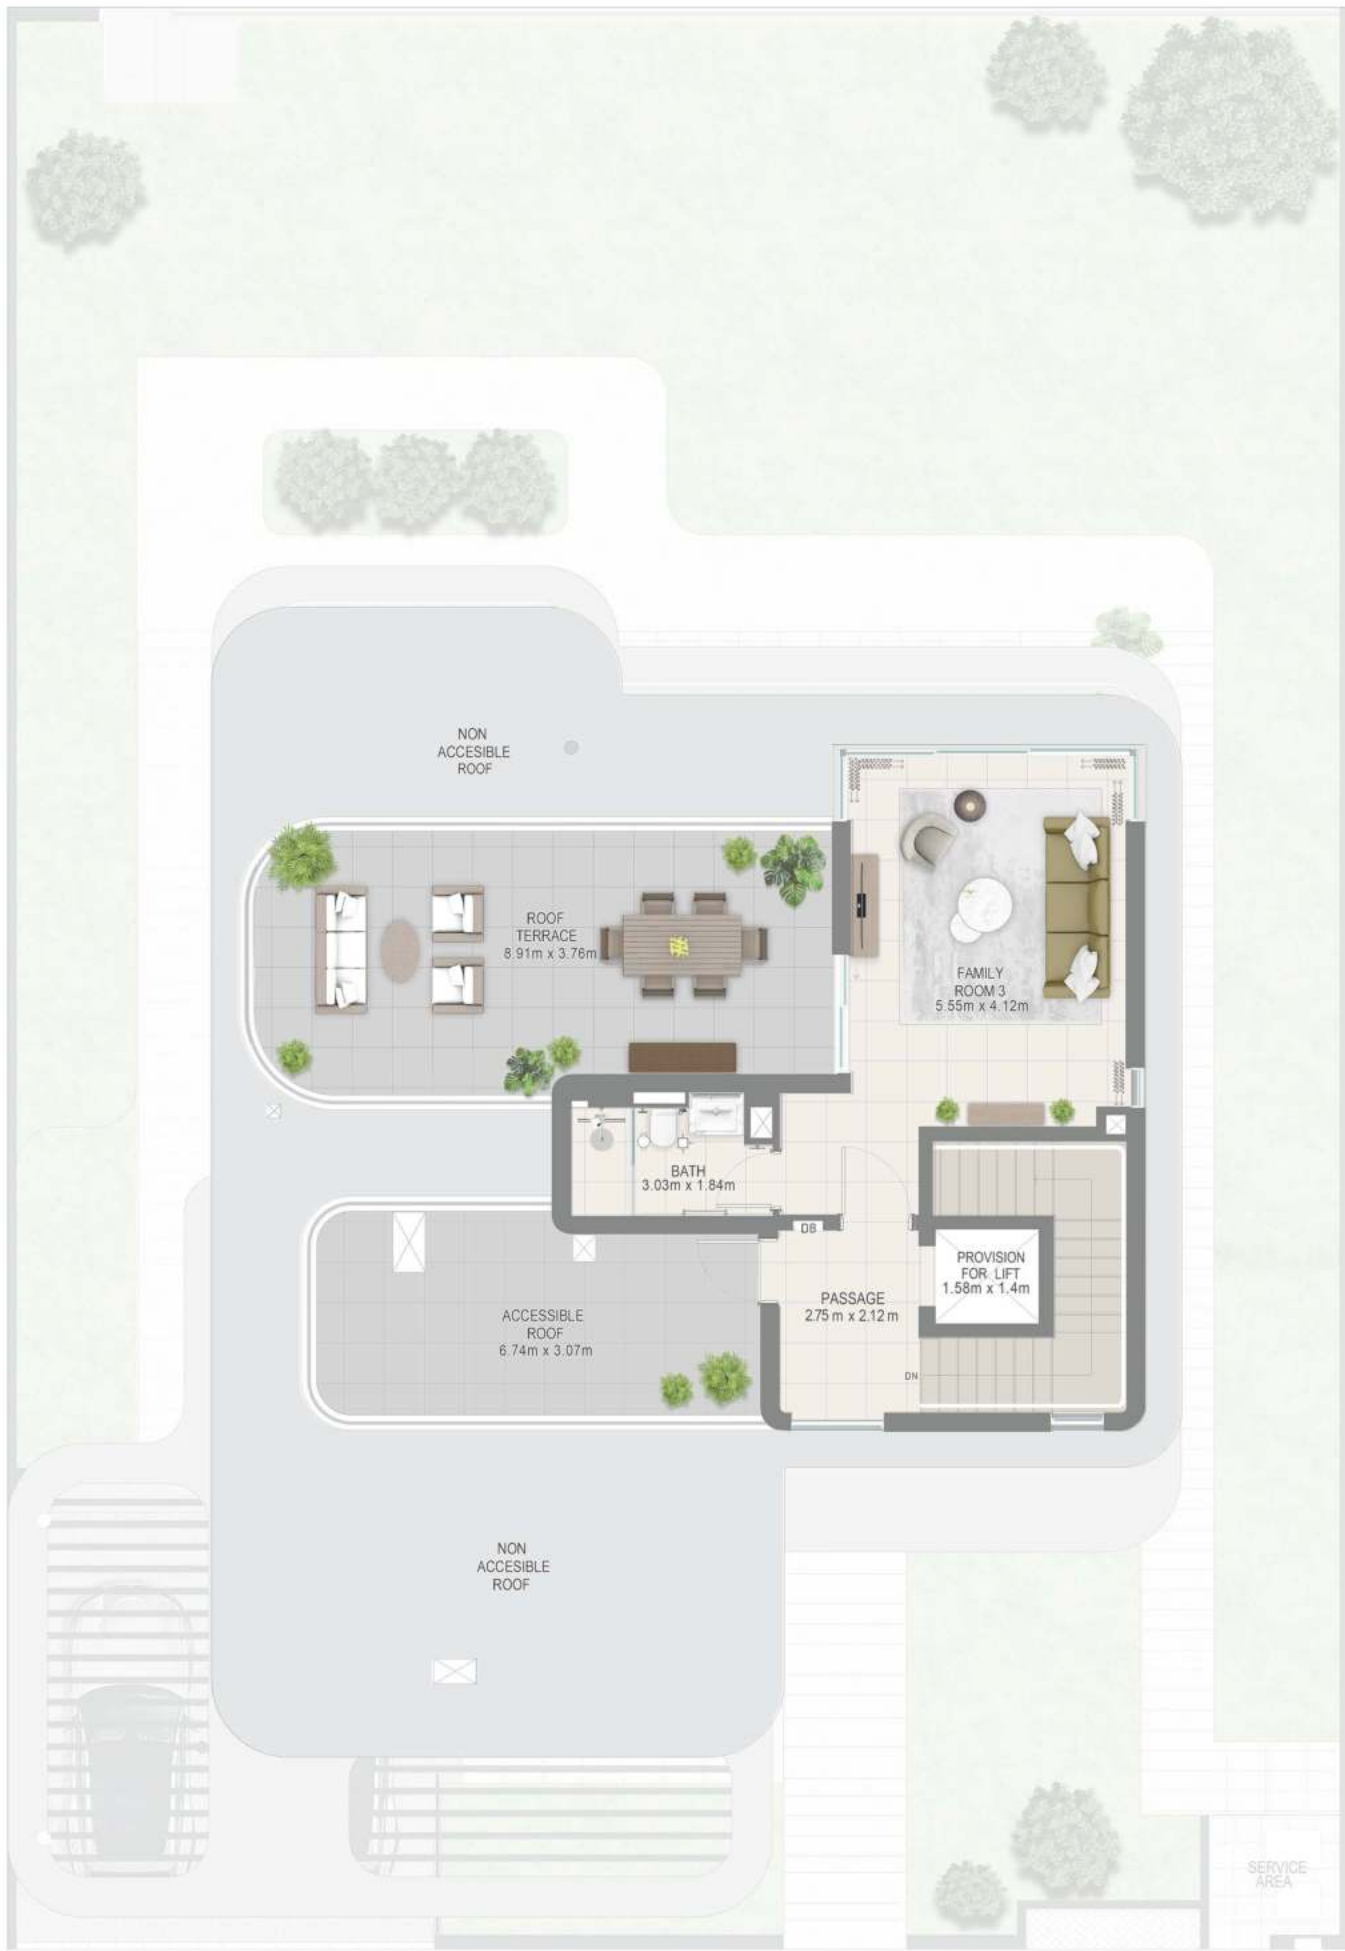 NON
ACCESIBLE
ROOF
ROOF
TERRACE
8.91m x 3.76m
FAMILY
ROOM 3
5.55m x 4.12m
BATH
3.03m x 1.84m
DB
PROVISION
FOR LIFT
1.58m x 1.4m
PASSAGE
2.75 m x 2.12 m
ACCESSIBLE
ROOF
6.74m x 3.07m
DN
NON
ACCESIBLE
ROOF
SERVICE
AREA